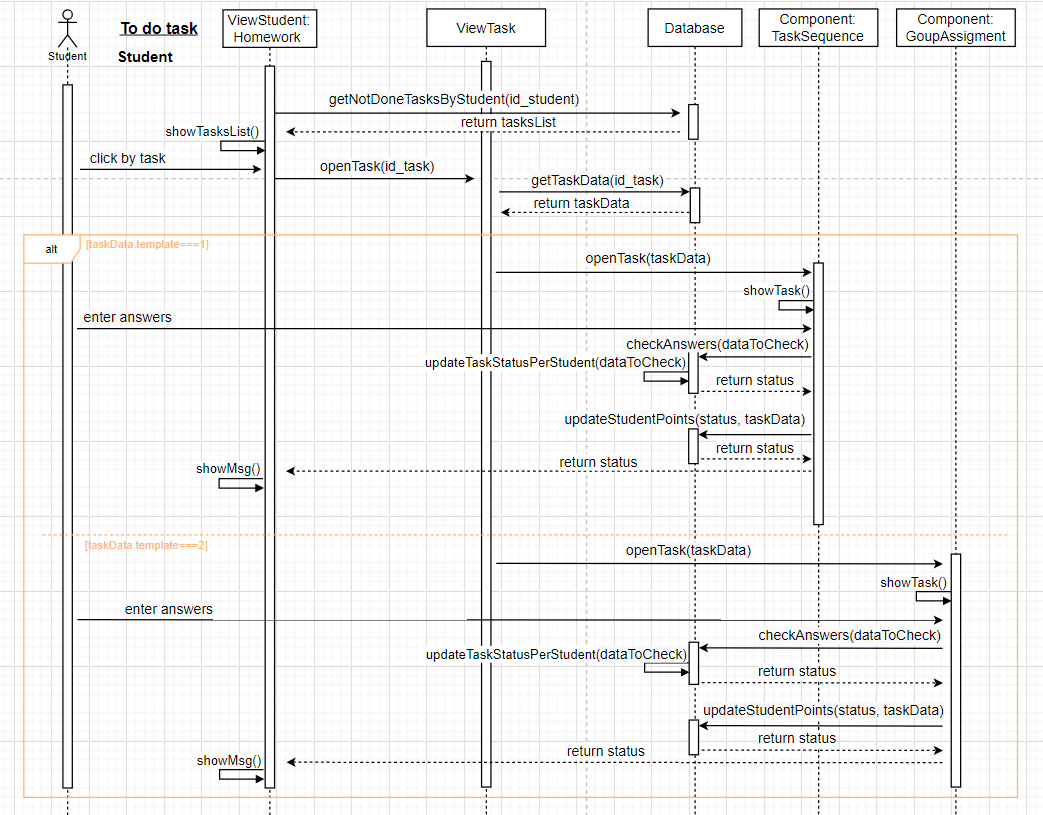 To do task
Student
Student
ViewStudent:
Homework
ViewTask
Database
Component:
TaskSequence
Component:
GoupAssigment
getNotDoneTasksByStudent(id_student)
return tasksList
showTasksList()
click by task
openTask(id_task)
getTaskData(id_task)
return taskData
alt
[taskData.template===1]
openTask(taskData)
showTask()
enter answers
checkAnswers(dataToCheck)
updateTaskStatusPerStudent(dataToCheck)
return status
updateStudentPoints(status, taskData)
return status
return status
showMsg()
[taskData.template===2]
openTask(taskData)
showTask()
enter answers
checkAnswers(dataToCheck)
updateTaskStatusPerStudent(dataToCheck)
return status
updateStudentPoints(status, taskData)
return status
return status
showMsg()